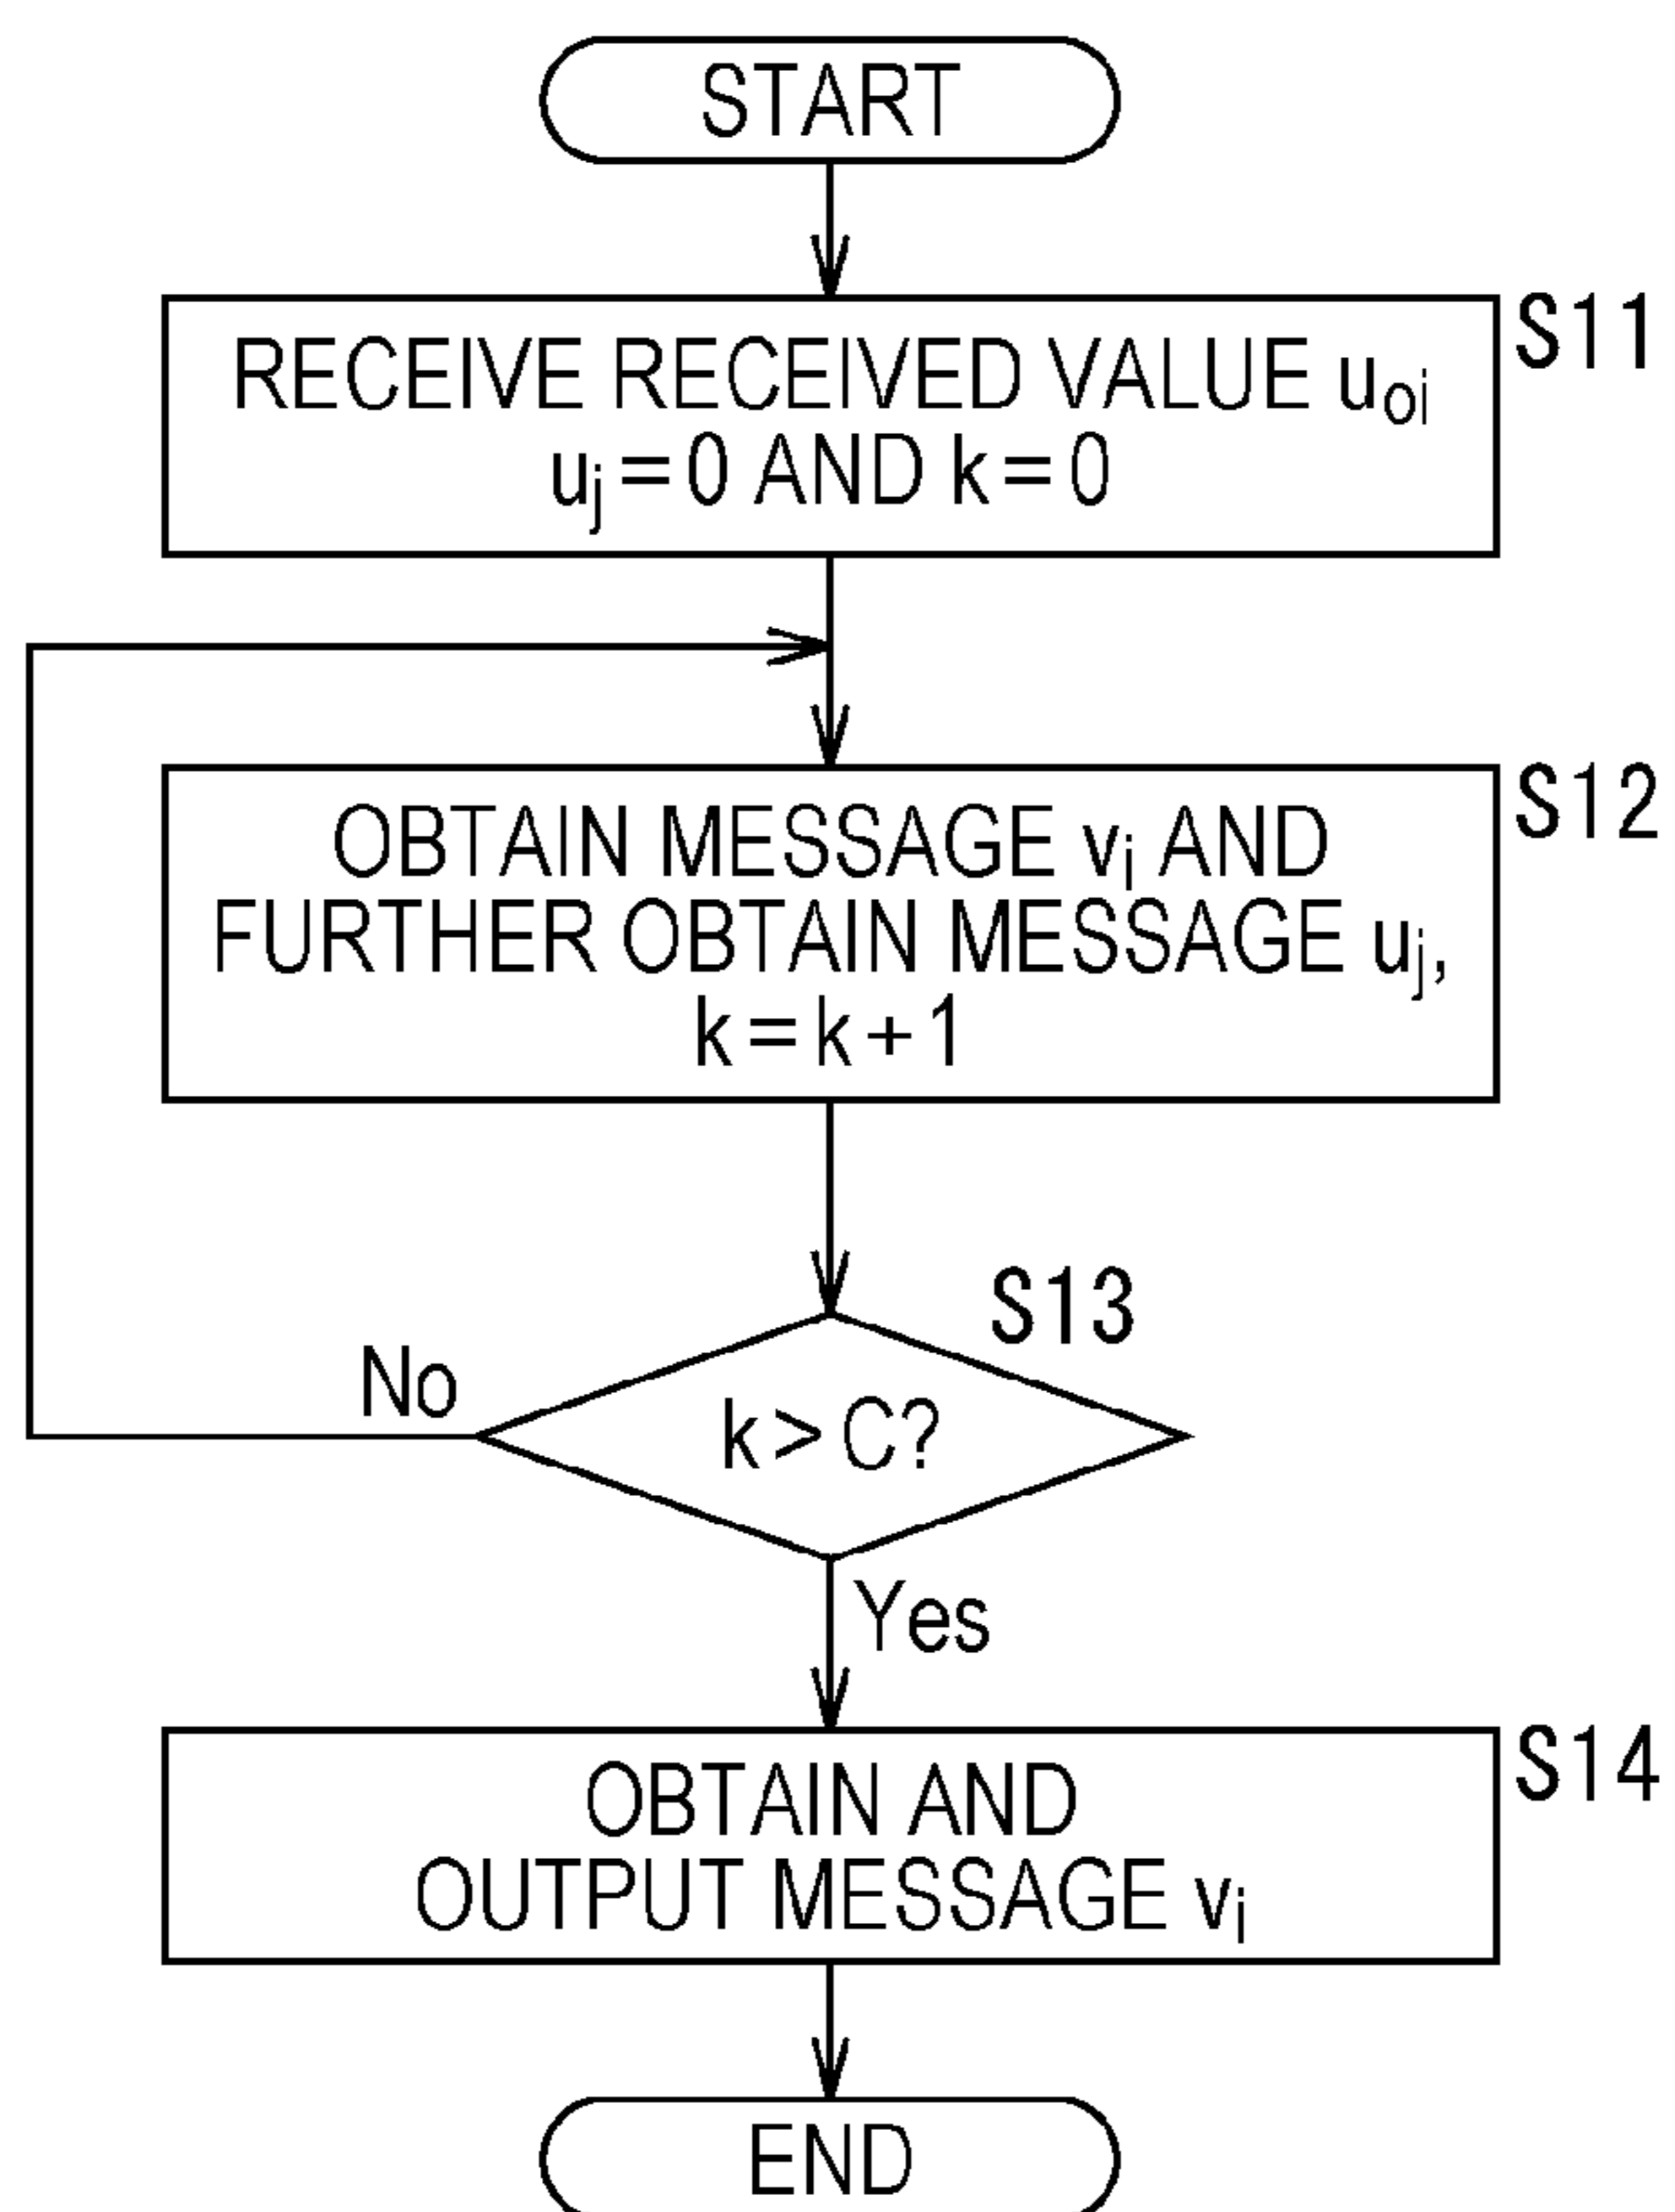 START
S11
RECEIVE RECEIVED VALUE u₀ᵢ
uⱼ=0 AND k=0
S12
OBTAIN MESSAGE vᵢ AND
FURTHER OBTAIN MESSAGE uⱼ,
k=k+1
S13
No
k>C?
Yes
S14
OBTAIN AND
OUTPUT MESSAGE vᵢ
END